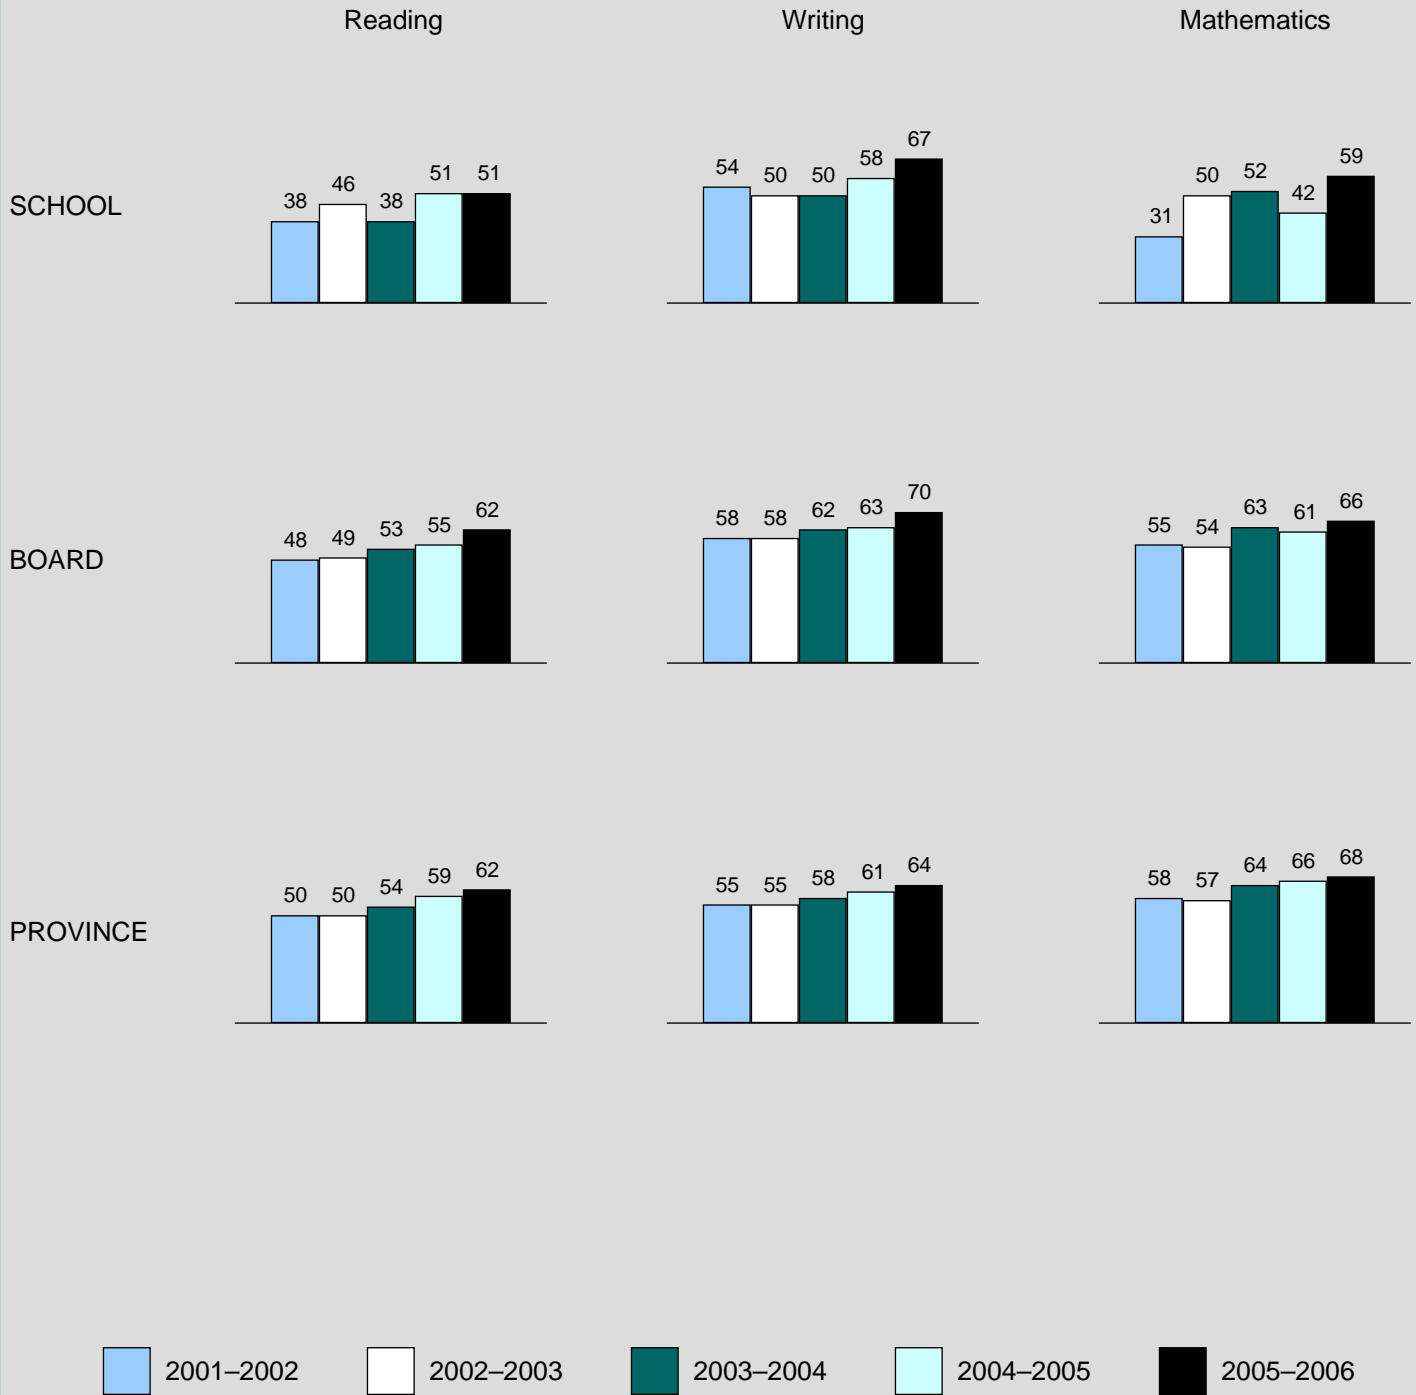 Reading Writing Mathematics
SCHOOL
38 46 38 51 51
54 50 50 58 67
31 50 52 42 59
BOARD
48 49 53 55 62
58 58 62 63 70
55 54 63 61 66
PROVINCE
50 50 54 59 62
55 55 58 61 64
58 57 64 66 68
2001–2002 2002–2003 2003–2004 2004–2005 2005–2006